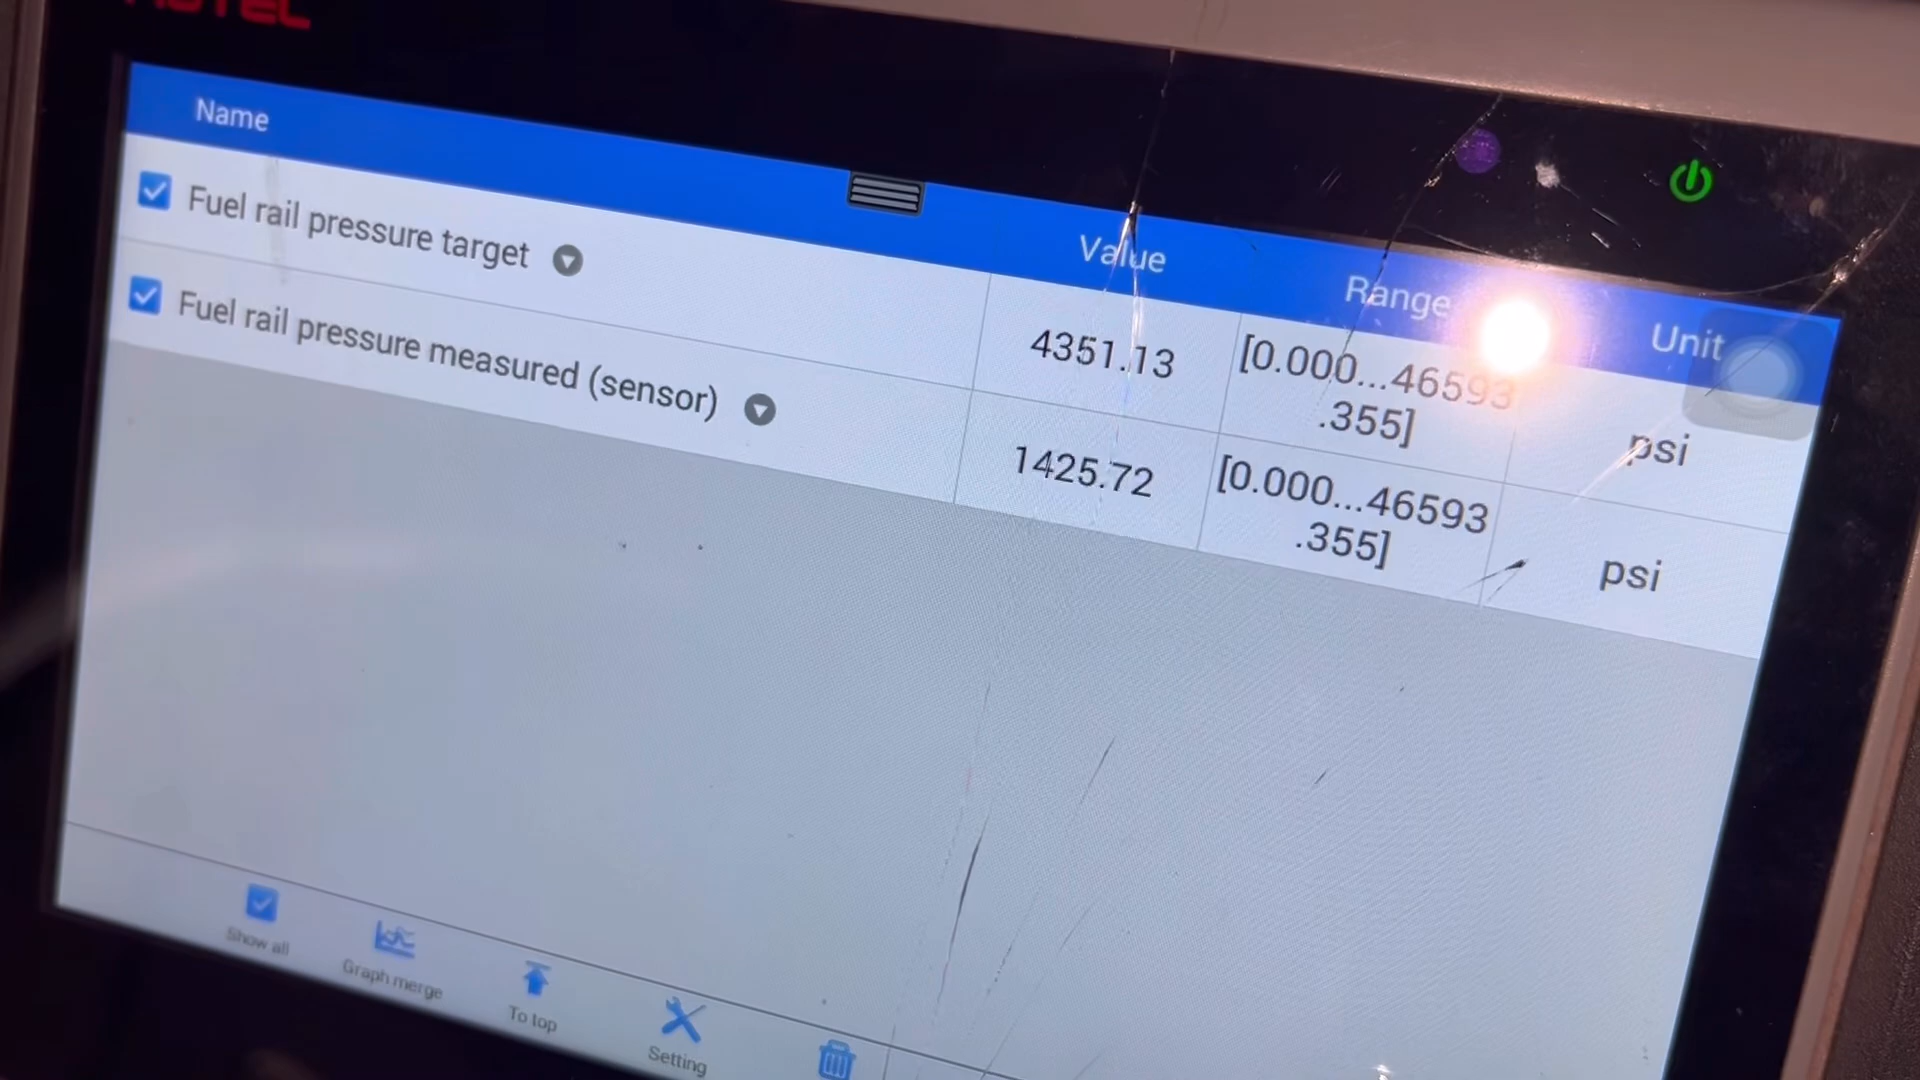 AUTEL
Name Value Range Unit
Fuel rail pressure target 4351.13 [0.000...46593 psi
.355]
Fuel rail pressure measured (sensor) 1425.72 [0.000...46593 psi
.355]
Show all
Graph merge
To top
Setting